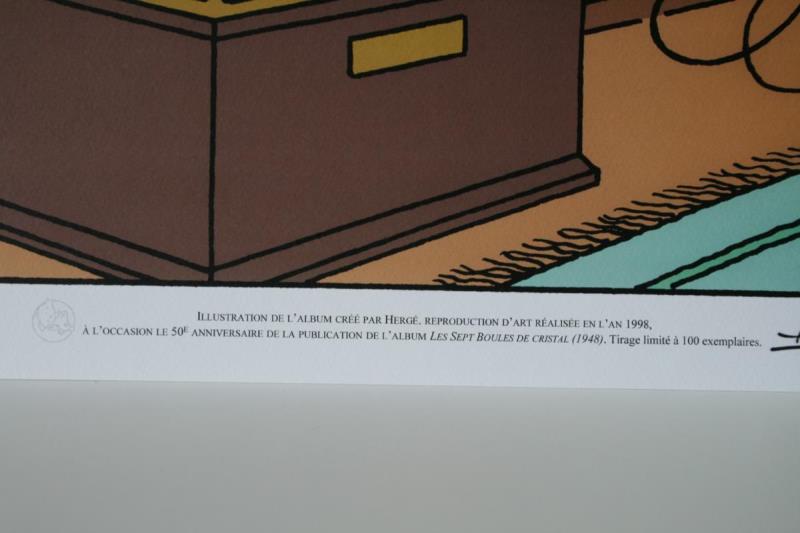 ILLUSTRATION DE L'ALBUM CRÉÉ PAR HERGÉ. REPRODUCTION D'ART RÉALISÉE EN L'AN 1998,
À L'OCCASION LE 50E ANNIVERSAIRE DE LA PUBLICATION DE L'ALBUM LES SEPT BOULES DE CRISTAL (1948). Tirage limité à 100 exemplaires.